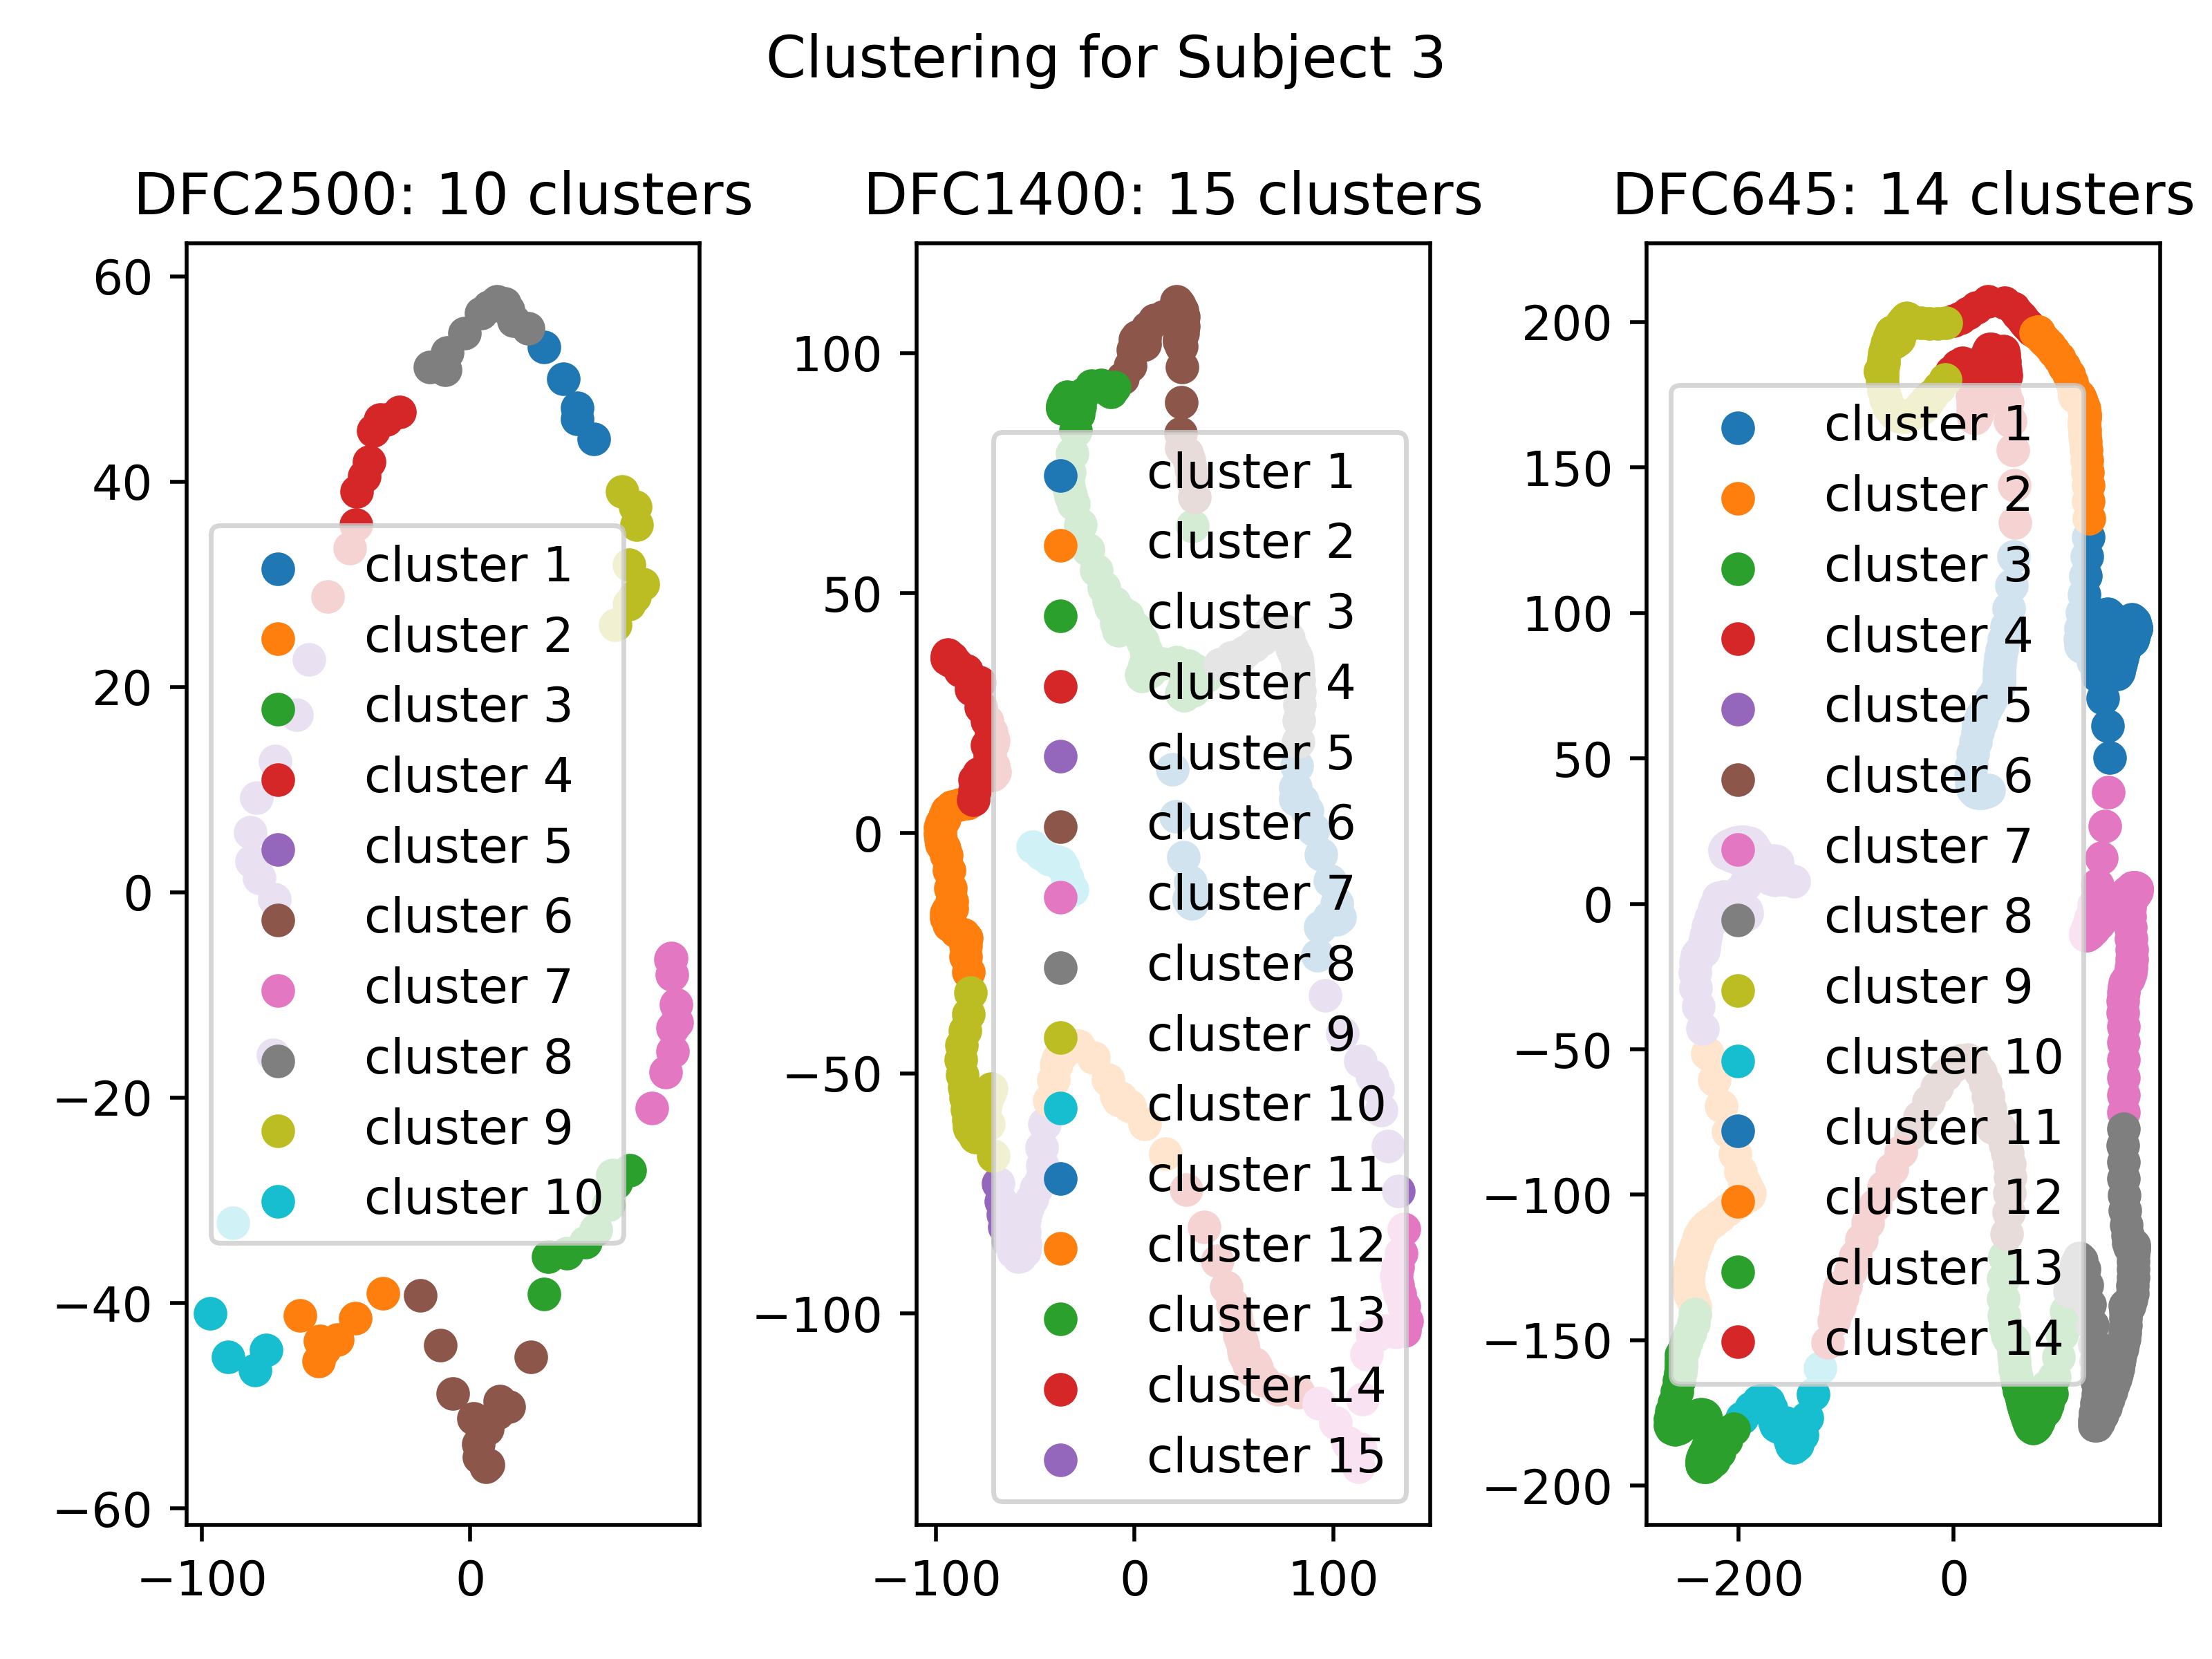 Clustering for Subject 3
DFC2500: 10 clusters
60
40
20
0
−20
−40
−60
−100
0
cluster 1
cluster 2
cluster 3
cluster 4
cluster 5
cluster 6
cluster 7
cluster 8
cluster 9
cluster 10
DFC1400: 15 clusters
100
50
0
−50
−100
−100
0
100
cluster 1
cluster 2
cluster 3
cluster 4
cluster 5
cluster 6
cluster 7
cluster 8
cluster 9
cluster 10
cluster 11
cluster 12
cluster 13
cluster 14
cluster 15
DFC645: 14 clusters
200
150
100
50
0
−50
−100
−150
−200
−200
0
cluster 1
cluster 2
cluster 3
cluster 4
cluster 5
cluster 6
cluster 7
cluster 8
cluster 9
cluster 10
cluster 11
cluster 12
cluster 13
cluster 14